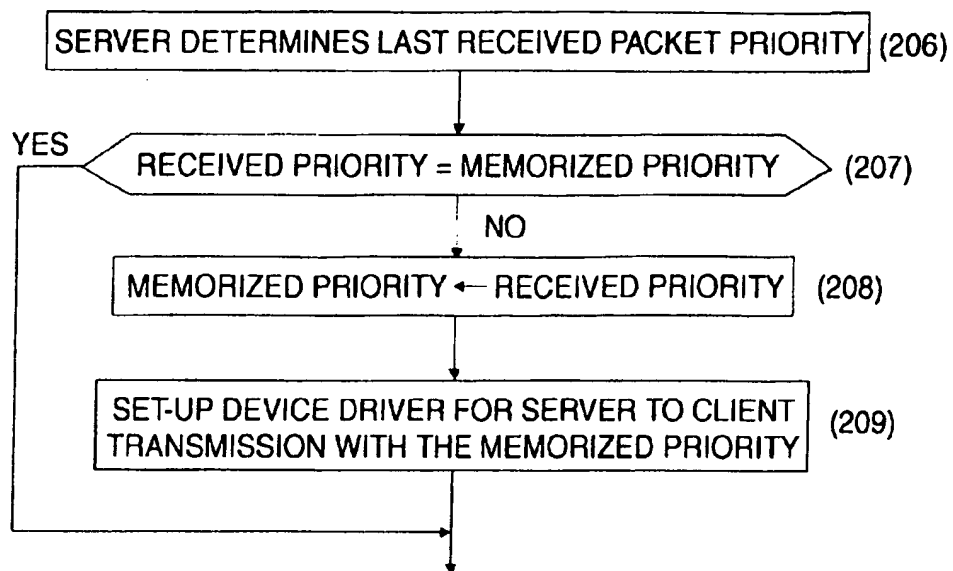 SERVER DETERMINES LAST RECEIVED PACKET PRIORITY (206)
YES
RECEIVED PRIORITY = MEMORIZED PRIORITY (207)
NO
MEMORIZED PRIORITY ← RECEIVED PRIORITY (208)
SET-UP DEVICE DRIVER FOR SERVER TO CLIENT
TRANSMISSION WITH THE MEMORIZED PRIORITY (209)